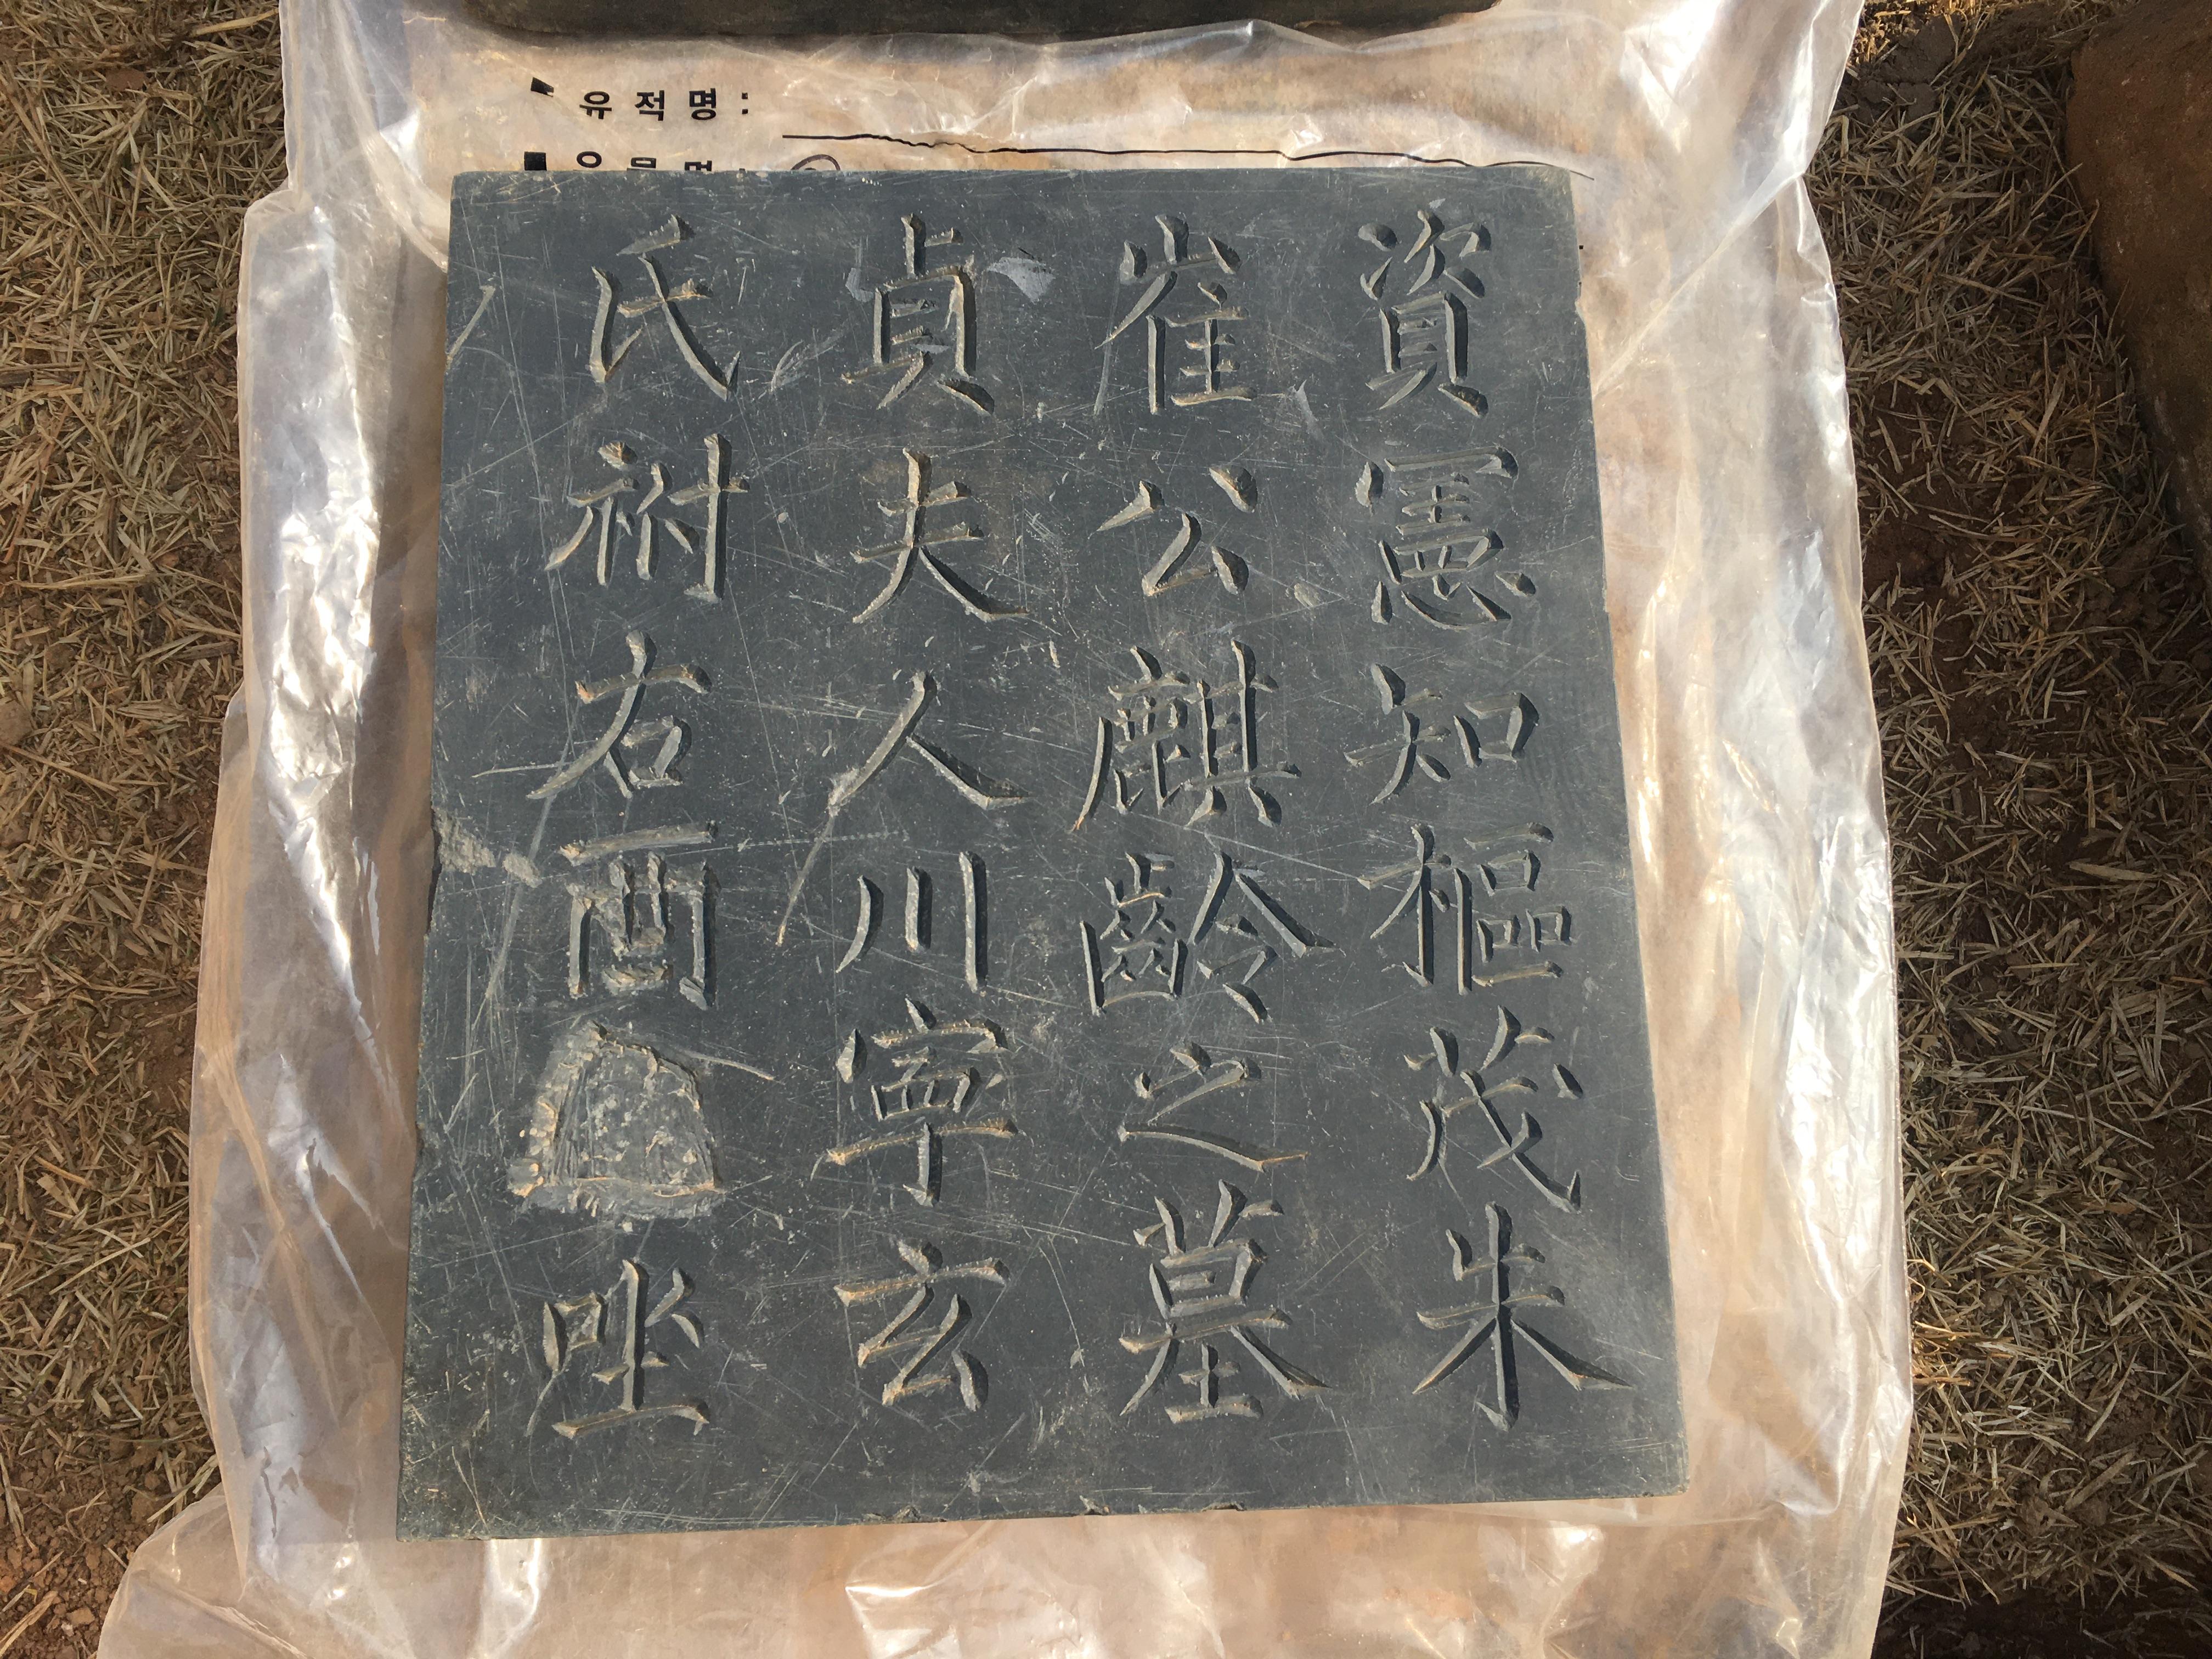 유적명 :
資憲知樞茂朱
崔公麒齡之墓
貞夫人川寧玄
氏祔右酉坐